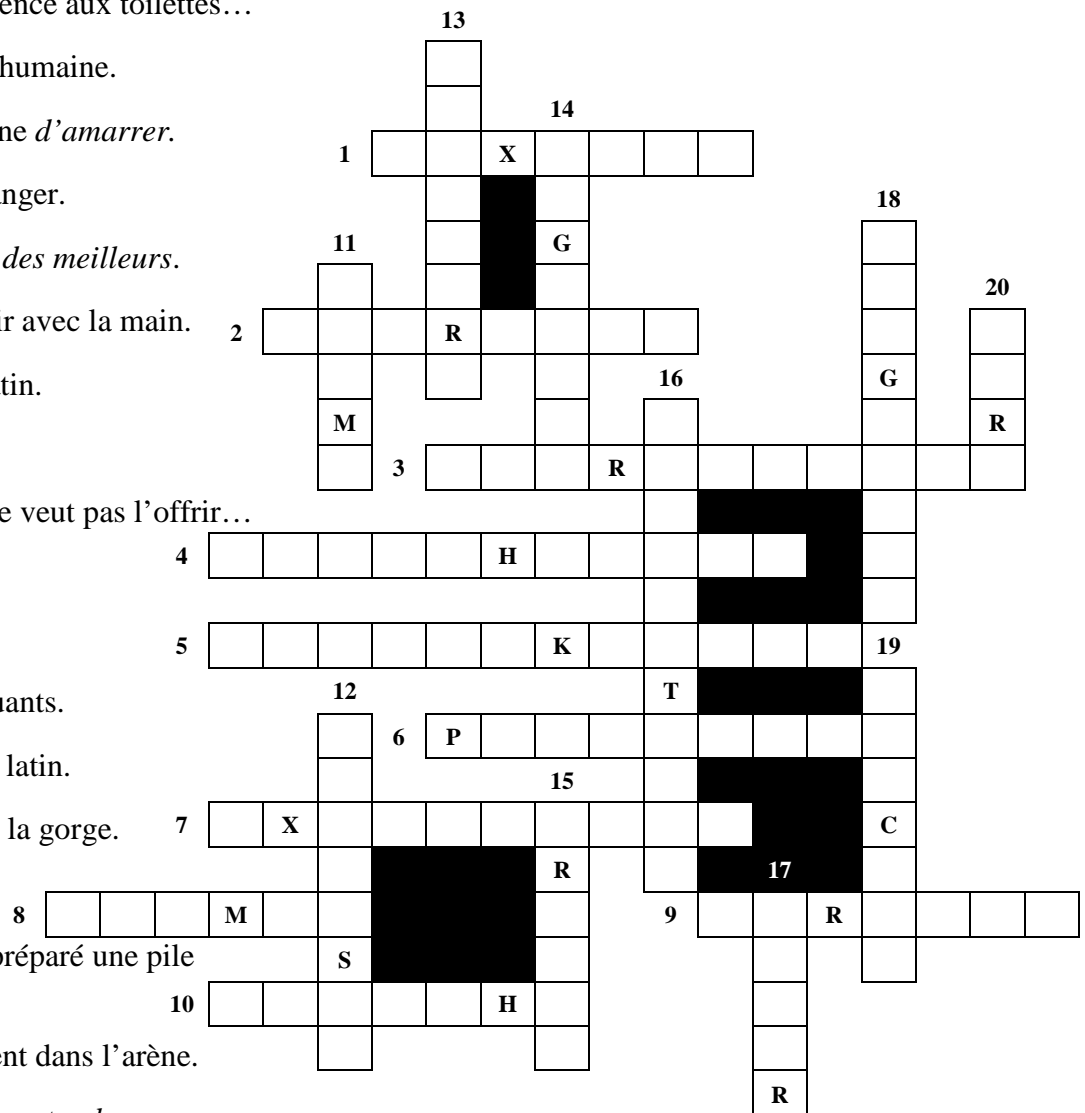 ence aux toilettes…
13
humaine.
14
ne d’amarrer.
1 X
nger.
18
11 G
des meilleurs.
20
ir avec la main.
2 R
tin.
16 G
M R
3 R
e veut pas l’offrir…
4 H
5 K 19
uants.
12 T
6 P
latin.
15
la gorge.
7 X C
R 17
8 M 9 R
préparé une pile
S
10 H
ent dans l’arène.
R